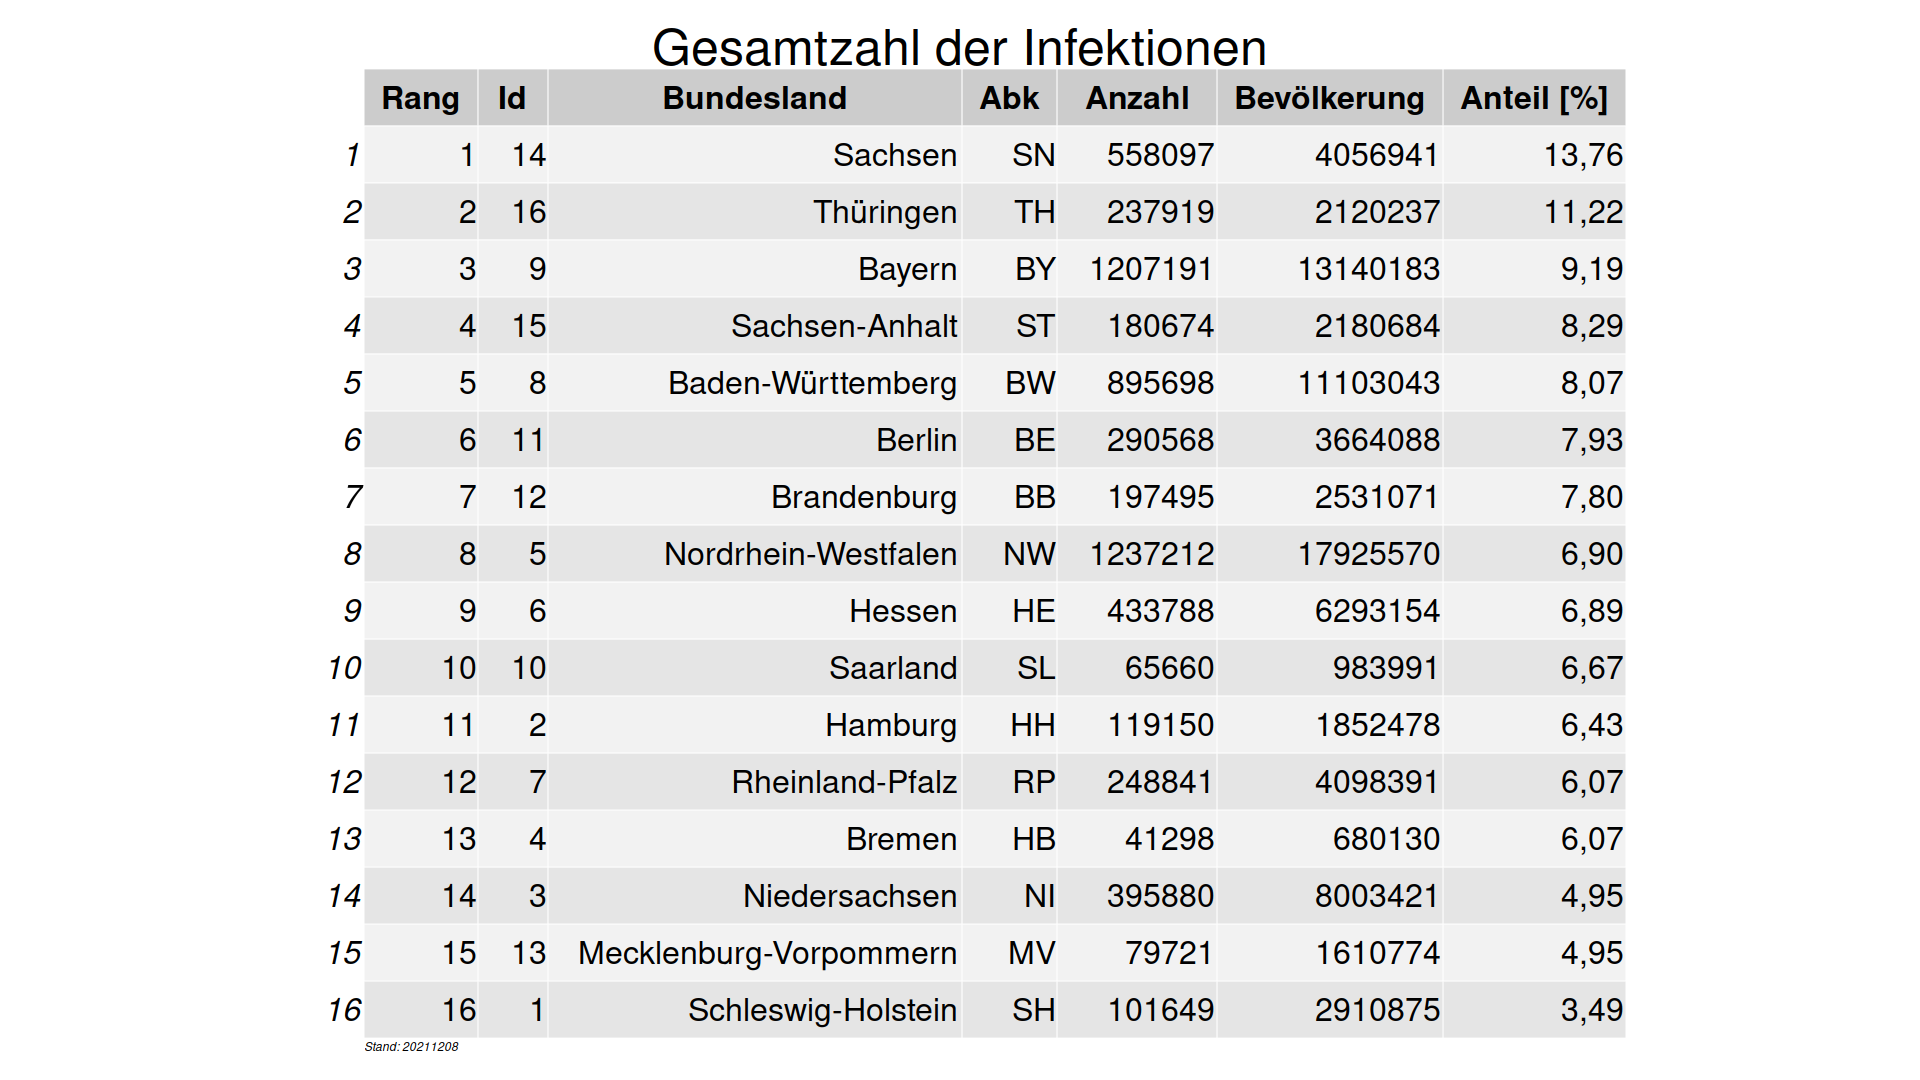 Gesamtzahl der Infektionen
Rang Id Bundesland Abk Anzahl Bevölkerung Anteil [%]
1 1 14 Sachsen SN 558097 4056941 13,76
2 2 16 Thüringen TH 237919 2120237 11,22
3 3 9 Bayern BY 1207191 13140183 9,19
4 4 15 Sachsen-Anhalt ST 180674 2180684 8,29
5 5 8 Baden-Württemberg BW 895698 11103043 8,07
6 6 11 Berlin BE 290568 3664088 7,93
7 7 12 Brandenburg BB 197495 2531071 7,80
8 8 5 Nordrhein-Westfalen NW 1237212 17925570 6,90
9 9 6 Hessen HE 433788 6293154 6,89
10 10 10 Saarland SL 65660 983991 6,67
11 11 2 Hamburg HH 119150 1852478 6,43
12 12 7 Rheinland-Pfalz RP 248841 4098391 6,07
13 13 4 Bremen HB 41298 680130 6,07
14 14 3 Niedersachsen NI 395880 8003421 4,95
15 15 13 Mecklenburg-Vorpommern MV 79721 1610774 4,95
16 16 1 Schleswig-Holstein SH 101649 2910875 3,49
Stand: 20211208